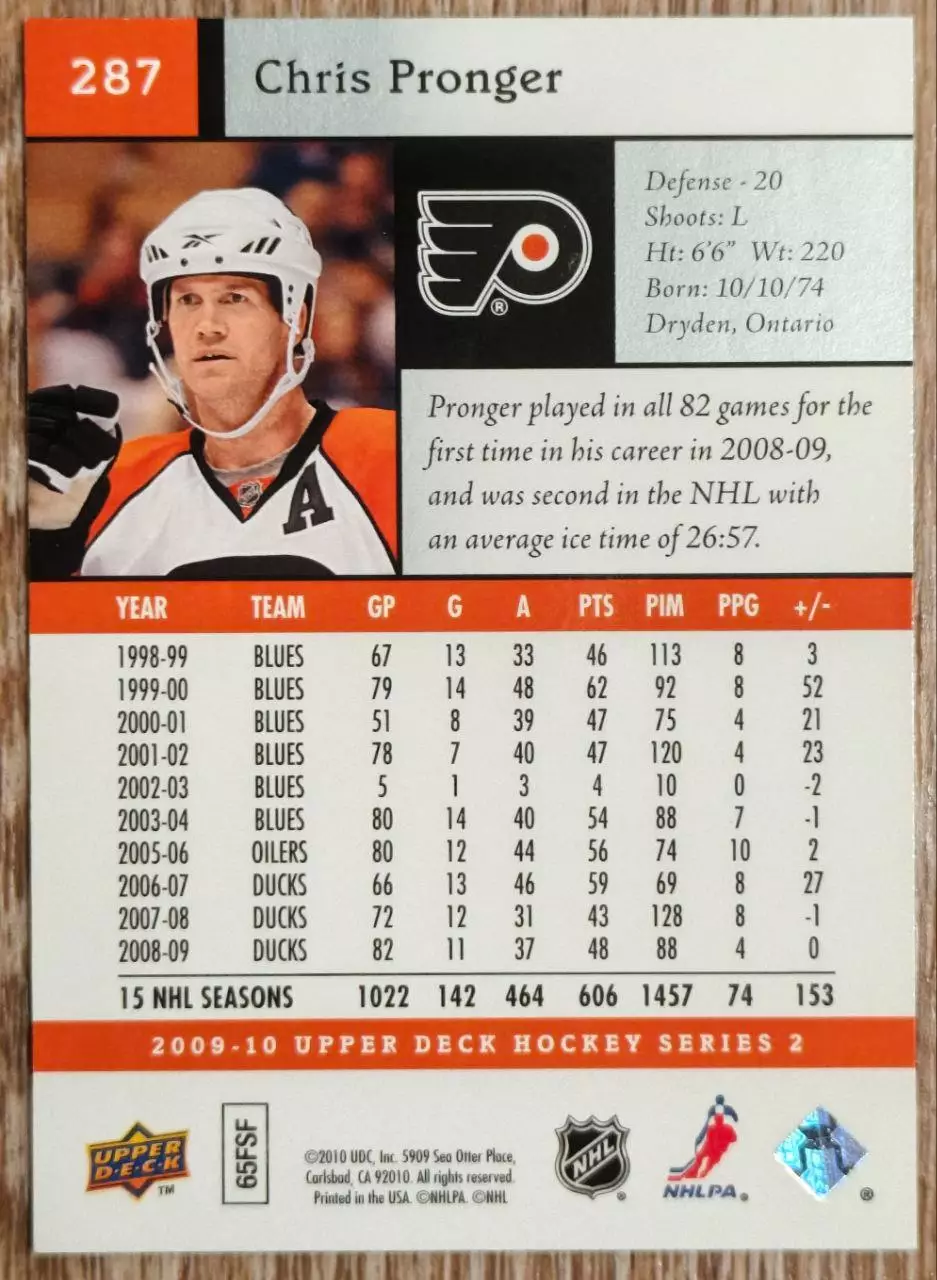 287
Chris Pronger
Defense - 20
Shoots: L
Ht: 6'6" Wt: 220
Born: 10/10/74
Dryden, Ontario
®
Pronger played in all 82 games for the
first time in his career in 2008-09,
and was second in the NHL with
an average ice time of 26:57.
A
YEAR TEAM GP G A PTS PIM PPG +/-
1998-99 BLUES 67 13 33 46 113 8 3
1999-00 BLUES 79 14 48 62 92 8 52
2000-01 BLUES 51 8 39 47 75 4 21
2001-02 BLUES 78 7 40 47 120 4 23
2002-03 BLUES 5 1 3 4 10 0 -2
2003-04 BLUES 80 14 40 54 88 7 -1
2005-06 OILERS 80 12 44 56 74 10 2
2006-07 DUCKS 66 13 46 59 69 8 27
2007-08 DUCKS 72 12 31 43 128 8 -1
2008-09 DUCKS 82 11 37 48 88 4 0
15 NHL SEASONS 1022 142 464 606 1457 74 153
2009-10 UPPER DECK HOCKEY SERIES 2
UPPER
D·E·C·K
TM
65FSF
©2010 UDC, Inc. 5909 Sea Otter Place,
Carlsbad, CA 92010. All rights reserved.
Printed in the USA. ©NHLPA. ©NHL
NHL
®
NHLPA®
®